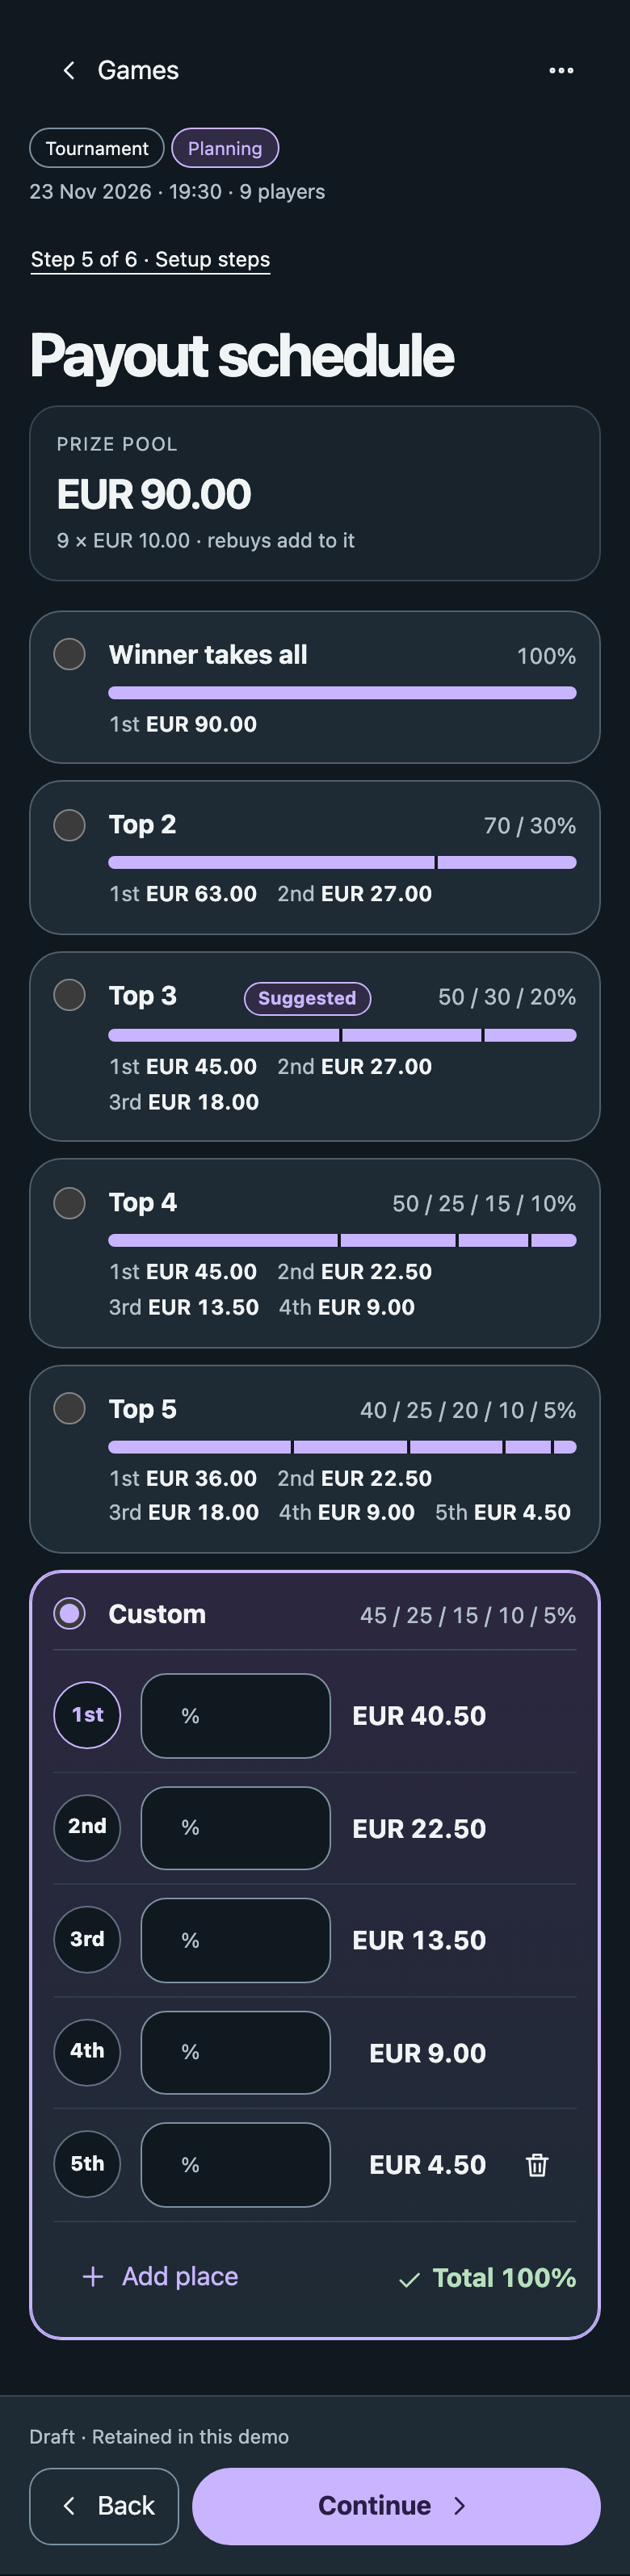 Games
Tournament Planning
23 Nov 2026 · 19:30 · 9 players
Step 5 of 6 · Setup steps
Payout schedule
PRIZE POOL
EUR 90.00
9 × EUR 10.00 · rebuys add to it
Winner takes all 100%
1st EUR 90.00
Top 2 70 / 30%
1st EUR 63.00 2nd EUR 27.00
Top 3 Suggested 50 / 30 / 20%
1st EUR 45.00 2nd EUR 27.00
3rd EUR 18.00
Top 4 50 / 25 / 15 / 10%
1st EUR 45.00 2nd EUR 22.50
3rd EUR 13.50 4th EUR 9.00
Top 5 40 / 25 / 20 / 10 / 5%
1st EUR 36.00 2nd EUR 22.50
3rd EUR 18.00 4th EUR 9.00 5th EUR 4.50
Custom 45 / 25 / 15 / 10 / 5%
1st % EUR 40.50
2nd % EUR 22.50
3rd % EUR 13.50
4th % EUR 9.00
5th % EUR 4.50
Add place Total 100%
Draft · Retained in this demo
Back Continue